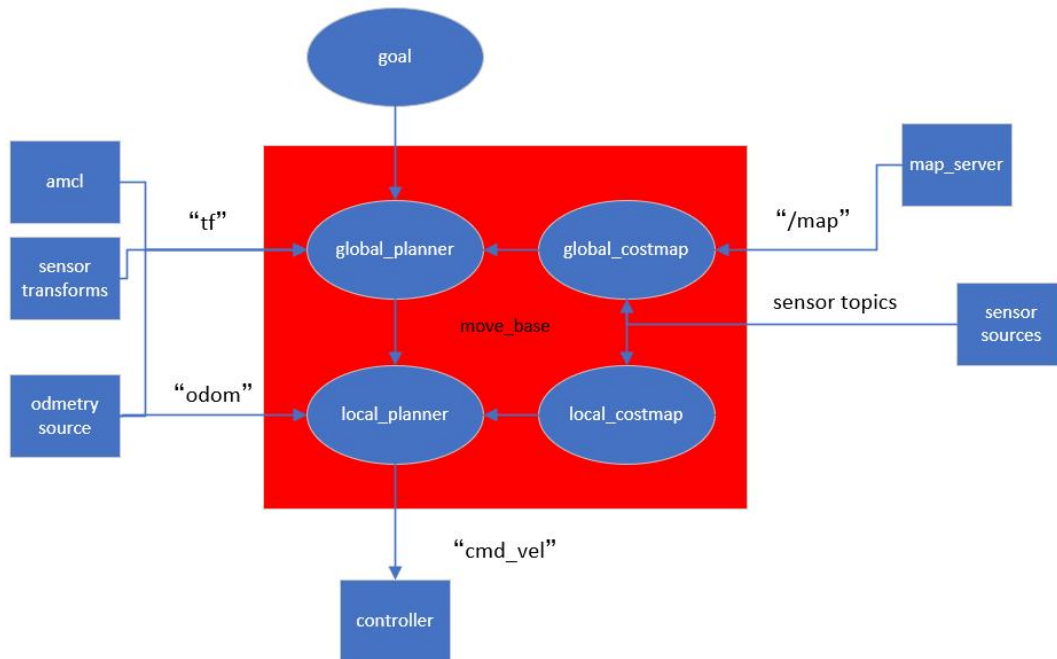 goal
amcl
map_server
“tf”
“/map”
global_planner
global_costmap
sensor
transforms
sensor topics
move_base
sensor
sources
odmetry
source
“odom”
local_planner
local_costmap
“cmd_vel”
controller